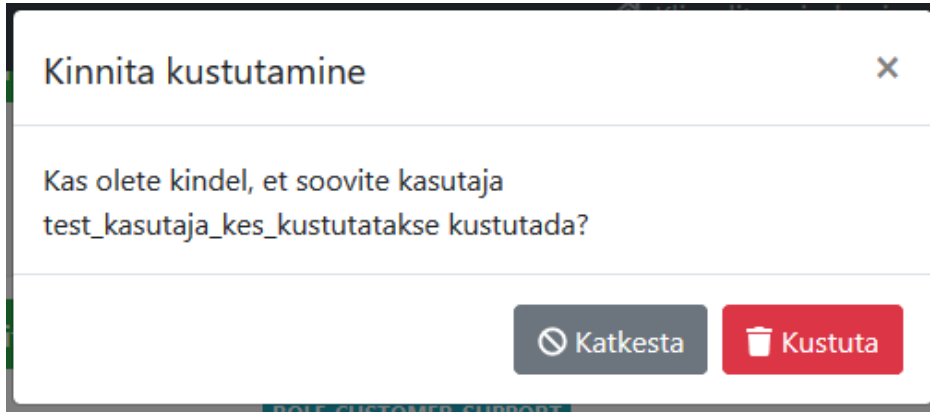 Kinnita kustutamine
×
Kas olete kindel, et soovite kasutaja
test_kasutaja_kes_kustutatakse kustutada?
Katkesta
Kustuta
ROLE_CUSTOMER_SUPPORT